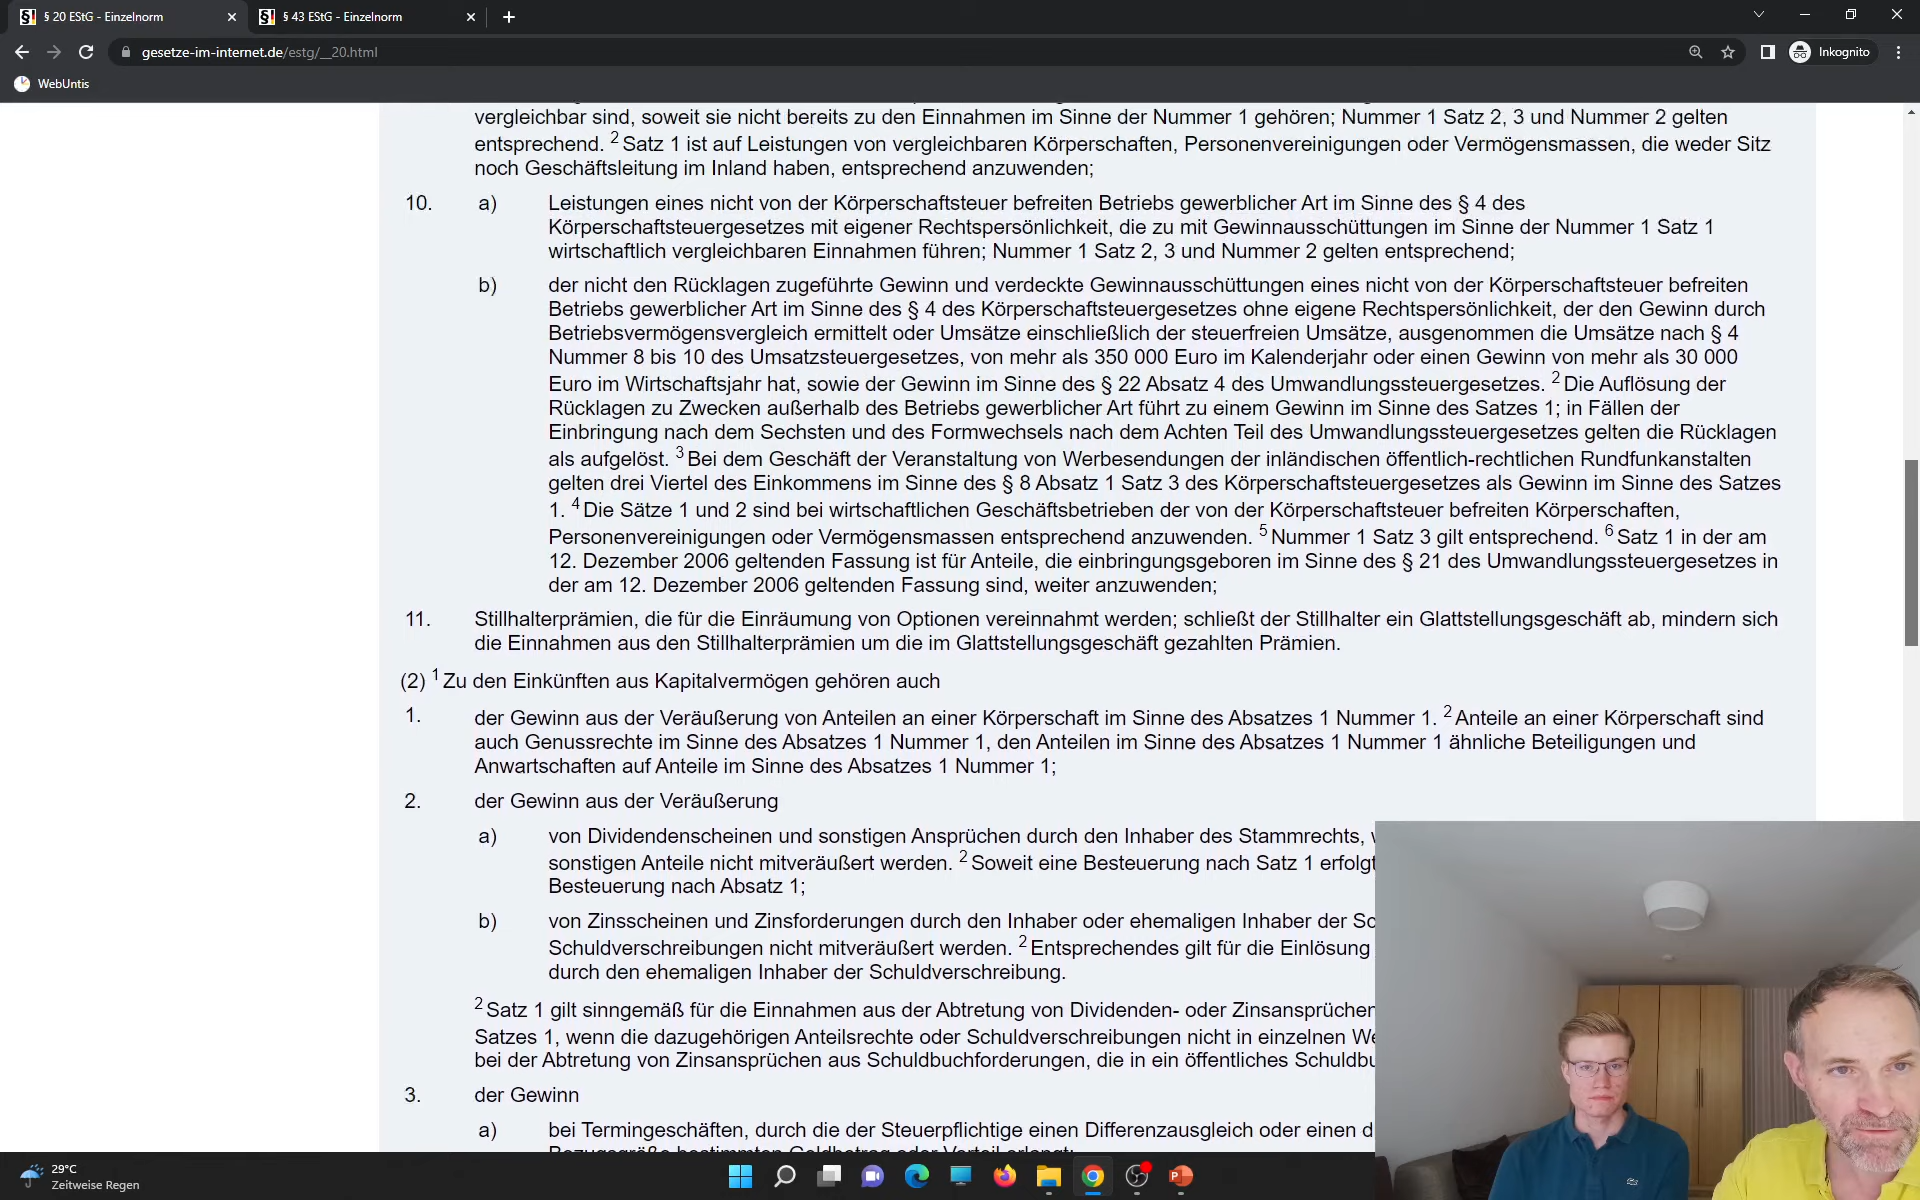 § 20 EStG - Einzelnorm
§ 43 EStG - Einzelnorm
gesetze-im-internet.de/estg/__20.html
Inkognito
WebUntis
vergleichbar sind, soweit sie nicht bereits zu den Einnahmen im Sinne der Nummer 1 gehören; Nummer 1 Satz 2, 3 und Nummer 2 gelten
entsprechend. 2 Satz 1 ist auf Leistungen von vergleichbaren Körperschaften, Personenvereinigungen oder Vermögensmassen, die weder Sitz
noch Geschäftsleitung im Inland haben, entsprechend anzuwenden;
10. a) Leistungen eines nicht von der Körperschaftsteuer befreiten Betriebs gewerblicher Art im Sinne des § 4 des
Körperschaftsteuergesetzes mit eigener Rechtspersönlichkeit, die zu mit Gewinnausschüttungen im Sinne der Nummer 1 Satz 1
wirtschaftlich vergleichbaren Einnahmen führen; Nummer 1 Satz 2, 3 und Nummer 2 gelten entsprechend;
b) der nicht den Rücklagen zugeführte Gewinn und verdeckte Gewinnausschüttungen eines nicht von der Körperschaftsteuer befreiten
Betriebs gewerblicher Art im Sinne des § 4 des Körperschaftsteuergesetzes ohne eigene Rechtspersönlichkeit, der den Gewinn durch
Betriebsvermögensvergleich ermittelt oder Umsätze einschließlich der steuerfreien Umsätze, ausgenommen die Umsätze nach § 4
Nummer 8 bis 10 des Umsatzsteuergesetzes, von mehr als 350 000 Euro im Kalenderjahr oder einen Gewinn von mehr als 30 000
Euro im Wirtschaftsjahr hat, sowie der Gewinn im Sinne des § 22 Absatz 4 des Umwandlungssteuergesetzes. 2 Die Auflösung der
Rücklagen zu Zwecken außerhalb des Betriebs gewerblicher Art führt zu einem Gewinn im Sinne des Satzes 1; in Fällen der
Einbringung nach dem Sechsten und des Formwechsels nach dem Achten Teil des Umwandlungssteuergesetzes gelten die Rücklagen
als aufgelöst. 3 Bei dem Geschäft der Veranstaltung von Werbesendungen der inländischen öffentlich-rechtlichen Rundfunkanstalten
gelten drei Viertel des Einkommens im Sinne des § 8 Absatz 1 Satz 3 des Körperschaftsteuergesetzes als Gewinn im Sinne des Satzes
1. 4 Die Sätze 1 und 2 sind bei wirtschaftlichen Geschäftsbetrieben der von der Körperschaftsteuer befreiten Körperschaften,
Personenvereinigungen oder Vermögensmassen entsprechend anzuwenden. 5 Nummer 1 Satz 3 gilt entsprechend. 6 Satz 1 in der am
12. Dezember 2006 geltenden Fassung ist für Anteile, die einbringungsgeboren im Sinne des § 21 des Umwandlungssteuergesetzes in
der am 12. Dezember 2006 geltenden Fassung sind, weiter anzuwenden;
11. Stillhalterprämien, die für die Einräumung von Optionen vereinnahmt werden; schließt der Stillhalter ein Glattstellungsgeschäft ab, mindern sich
die Einnahmen aus den Stillhalterprämien um die im Glattstellungsgeschäft gezahlten Prämien.
(2) 1 Zu den Einkünften aus Kapitalvermögen gehören auch
1. der Gewinn aus der Veräußerung von Anteilen an einer Körperschaft im Sinne des Absatzes 1 Nummer 1. 2 Anteile an einer Körperschaft sind
auch Genussrechte im Sinne des Absatzes 1 Nummer 1, den Anteilen im Sinne des Absatzes 1 Nummer 1 ähnliche Beteiligungen und
Anwartschaften auf Anteile im Sinne des Absatzes 1 Nummer 1;
2. der Gewinn aus der Veräußerung
a) von Dividendenscheinen und sonstigen Ansprüchen durch den Inhaber des Stammrechts,
sonstigen Anteile nicht mitveräußert werden. 2 Soweit eine Besteuerung nach Satz 1 erfolgt
Besteuerung nach Absatz 1;
b) von Zinsscheinen und Zinsforderungen durch den Inhaber oder ehemaligen Inhaber der Sc
Schuldverschreibungen nicht mitveräußert werden. 2 Entsprechendes gilt für die Einlösung
durch den ehemaligen Inhaber der Schuldverschreibung.
2 Satz 1 gilt sinngemäß für die Einnahmen aus der Abtretung von Dividenden- oder Zinsansprüchen
Satzes 1, wenn die dazugehörigen Anteilsrechte oder Schuldverschreibungen nicht in einzelnen We
bei der Abtretung von Zinsansprüchen aus Schuldbuchforderungen, die in ein öffentliches Schuldbu
3. der Gewinn
a) bei Termingeschäften, durch die der Steuerpflichtige einen Differenzausgleich oder einen d
29°C
Zeitweise Regen